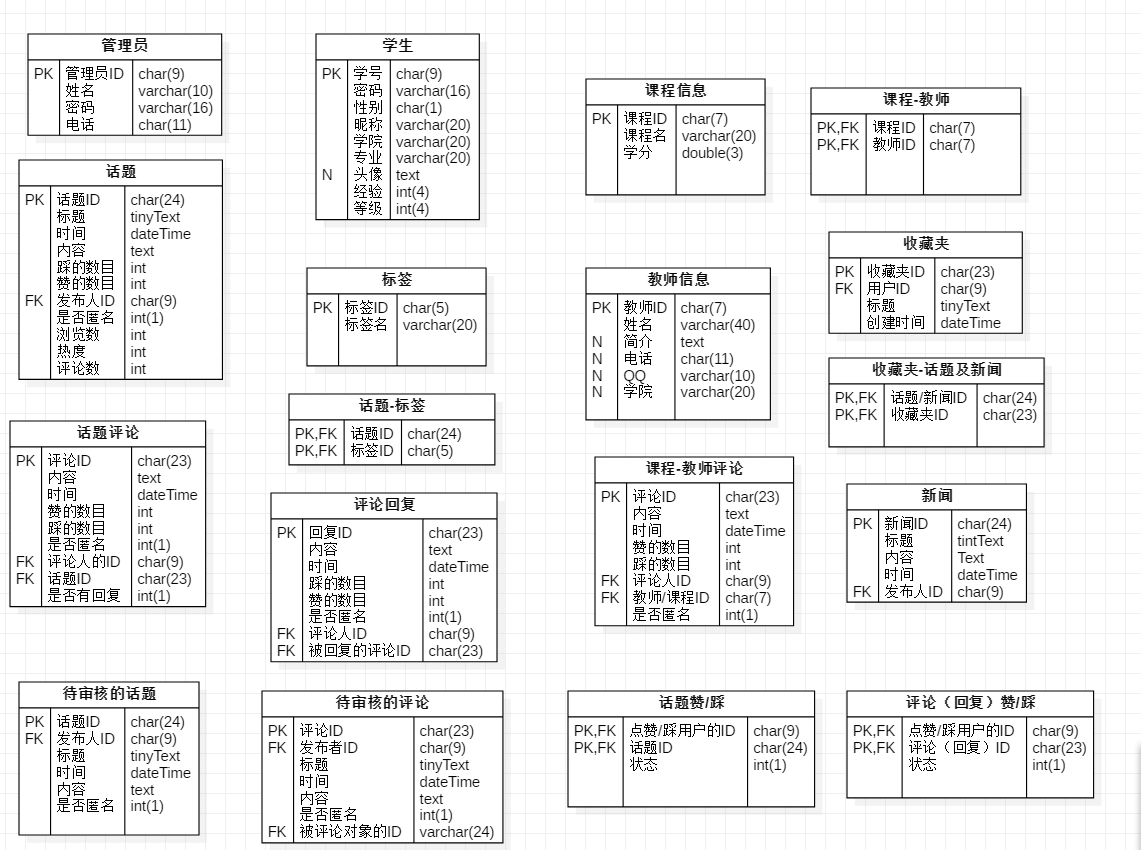 管理员
PK 管理员ID char(9)
姓名 varchar(10)
密码 varchar(16)
电话 char(11)
学生
PK 学号 char(9)
密码 varchar(16)
性别 char(1)
昵称 varchar(20)
学院 varchar(20)
专业 varchar(20)
N 头像 text
经验 int(4)
等级 int(4)
课程信息
PK 课程ID char(7)
课程名 varchar(20)
学分 double(3)
课程-教师
PK,FK 课程ID char(7)
PK,FK 教师ID char(7)
话题
PK 话题ID char(24)
标题 tinyText
时间 dateTime
内容 text
踩的数目 int
赞的数目 int
FK 发布人ID char(9)
是否匿名 int(1)
浏览数 int
热度 int
评论数 int
标签
PK 标签ID char(5)
标签名 varchar(20)
教师信息
PK 教师ID char(7)
姓名 varchar(40)
N 简介 text
N 电话 char(11)
N QQ varchar(10)
N 学院 varchar(20)
收藏夹
PK 收藏夹ID char(23)
FK 用户ID char(9)
标题 tinyText
创建时间 dateTime
收藏夹-话题及新闻
PK,FK 话题/新闻ID char(24)
PK,FK 收藏夹ID char(23)
话题-标签
PK,FK 话题ID char(24)
PK,FK 标签ID char(5)
话题评论
PK 评论ID char(23)
内容 text
时间 dateTime
赞的数目 int
踩的数目 int
是否匿名 int(1)
FK 评论人的ID char(9)
FK 话题ID char(23)
是否有回复 int(1)
评论回复
PK 回复ID char(23)
内容 text
时间 dateTime
踩的数目 int
赞的数目 int
是否匿名 int(1)
FK 评论人ID char(9)
FK 被回复的评论ID char(23)
课程-教师评论
PK 评论ID char(23)
内容 text
时间 dateTime
赞的数目 int
踩的数目 int
FK 评论人ID char(9)
FK 教师/课程ID char(7)
是否匿名 int(1)
新闻
PK 新闻ID char(24)
标题 tintText
内容 Text
时间 dateTime
FK 发布人ID char(9)
待审核的话题
PK 话题ID char(24)
FK 发布人ID char(9)
标题 tinyText
时间 dateTime
内容 text
是否匿名 int(1)
待审核的评论
PK 评论ID char(23)
FK 发布者ID char(9)
标题 tinyText
时间 dateTime
内容 text
是否匿名 int(1)
FK 被评论对象的ID varchar(24)
话题赞/踩
PK,FK 点赞/踩用户的ID char(9)
PK,FK 话题ID char(24)
状态 int(1)
评论（回复）赞/踩
PK,FK 点赞/踩用户的ID char(9)
PK,FK 评论（回复）ID char(23)
状态 int(1)